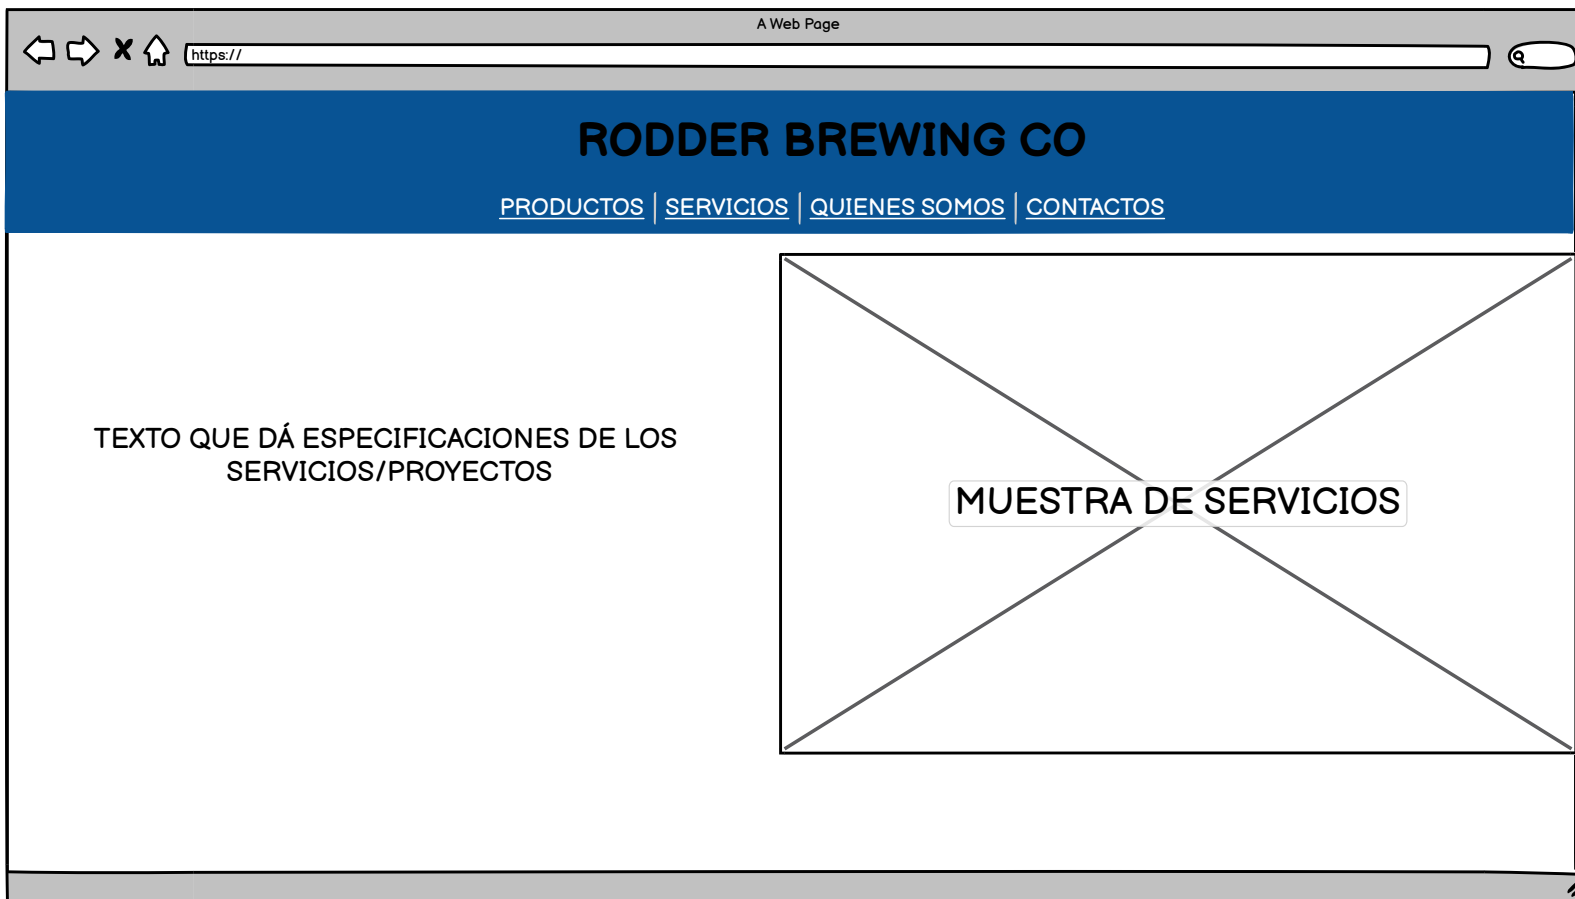 A Web Page
https://
RODDER BREWING CO
PRODUCTOS | SERVICIOS | QUIENES SOMOS | CONTACTOS
TEXTO QUE DÁ ESPECIFICACIONES DE LOS
SERVICIOS/PROYECTOS
MUESTRA DE SERVICIOS